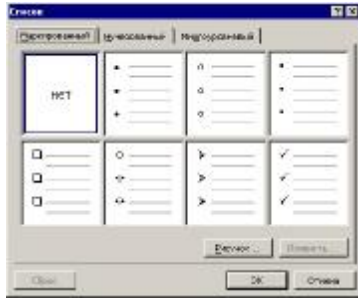 Список
Маркированный Нумерованный Многоуровневый
НЕТ
Рисунок... Изменить...
Сброс ОК Отмена